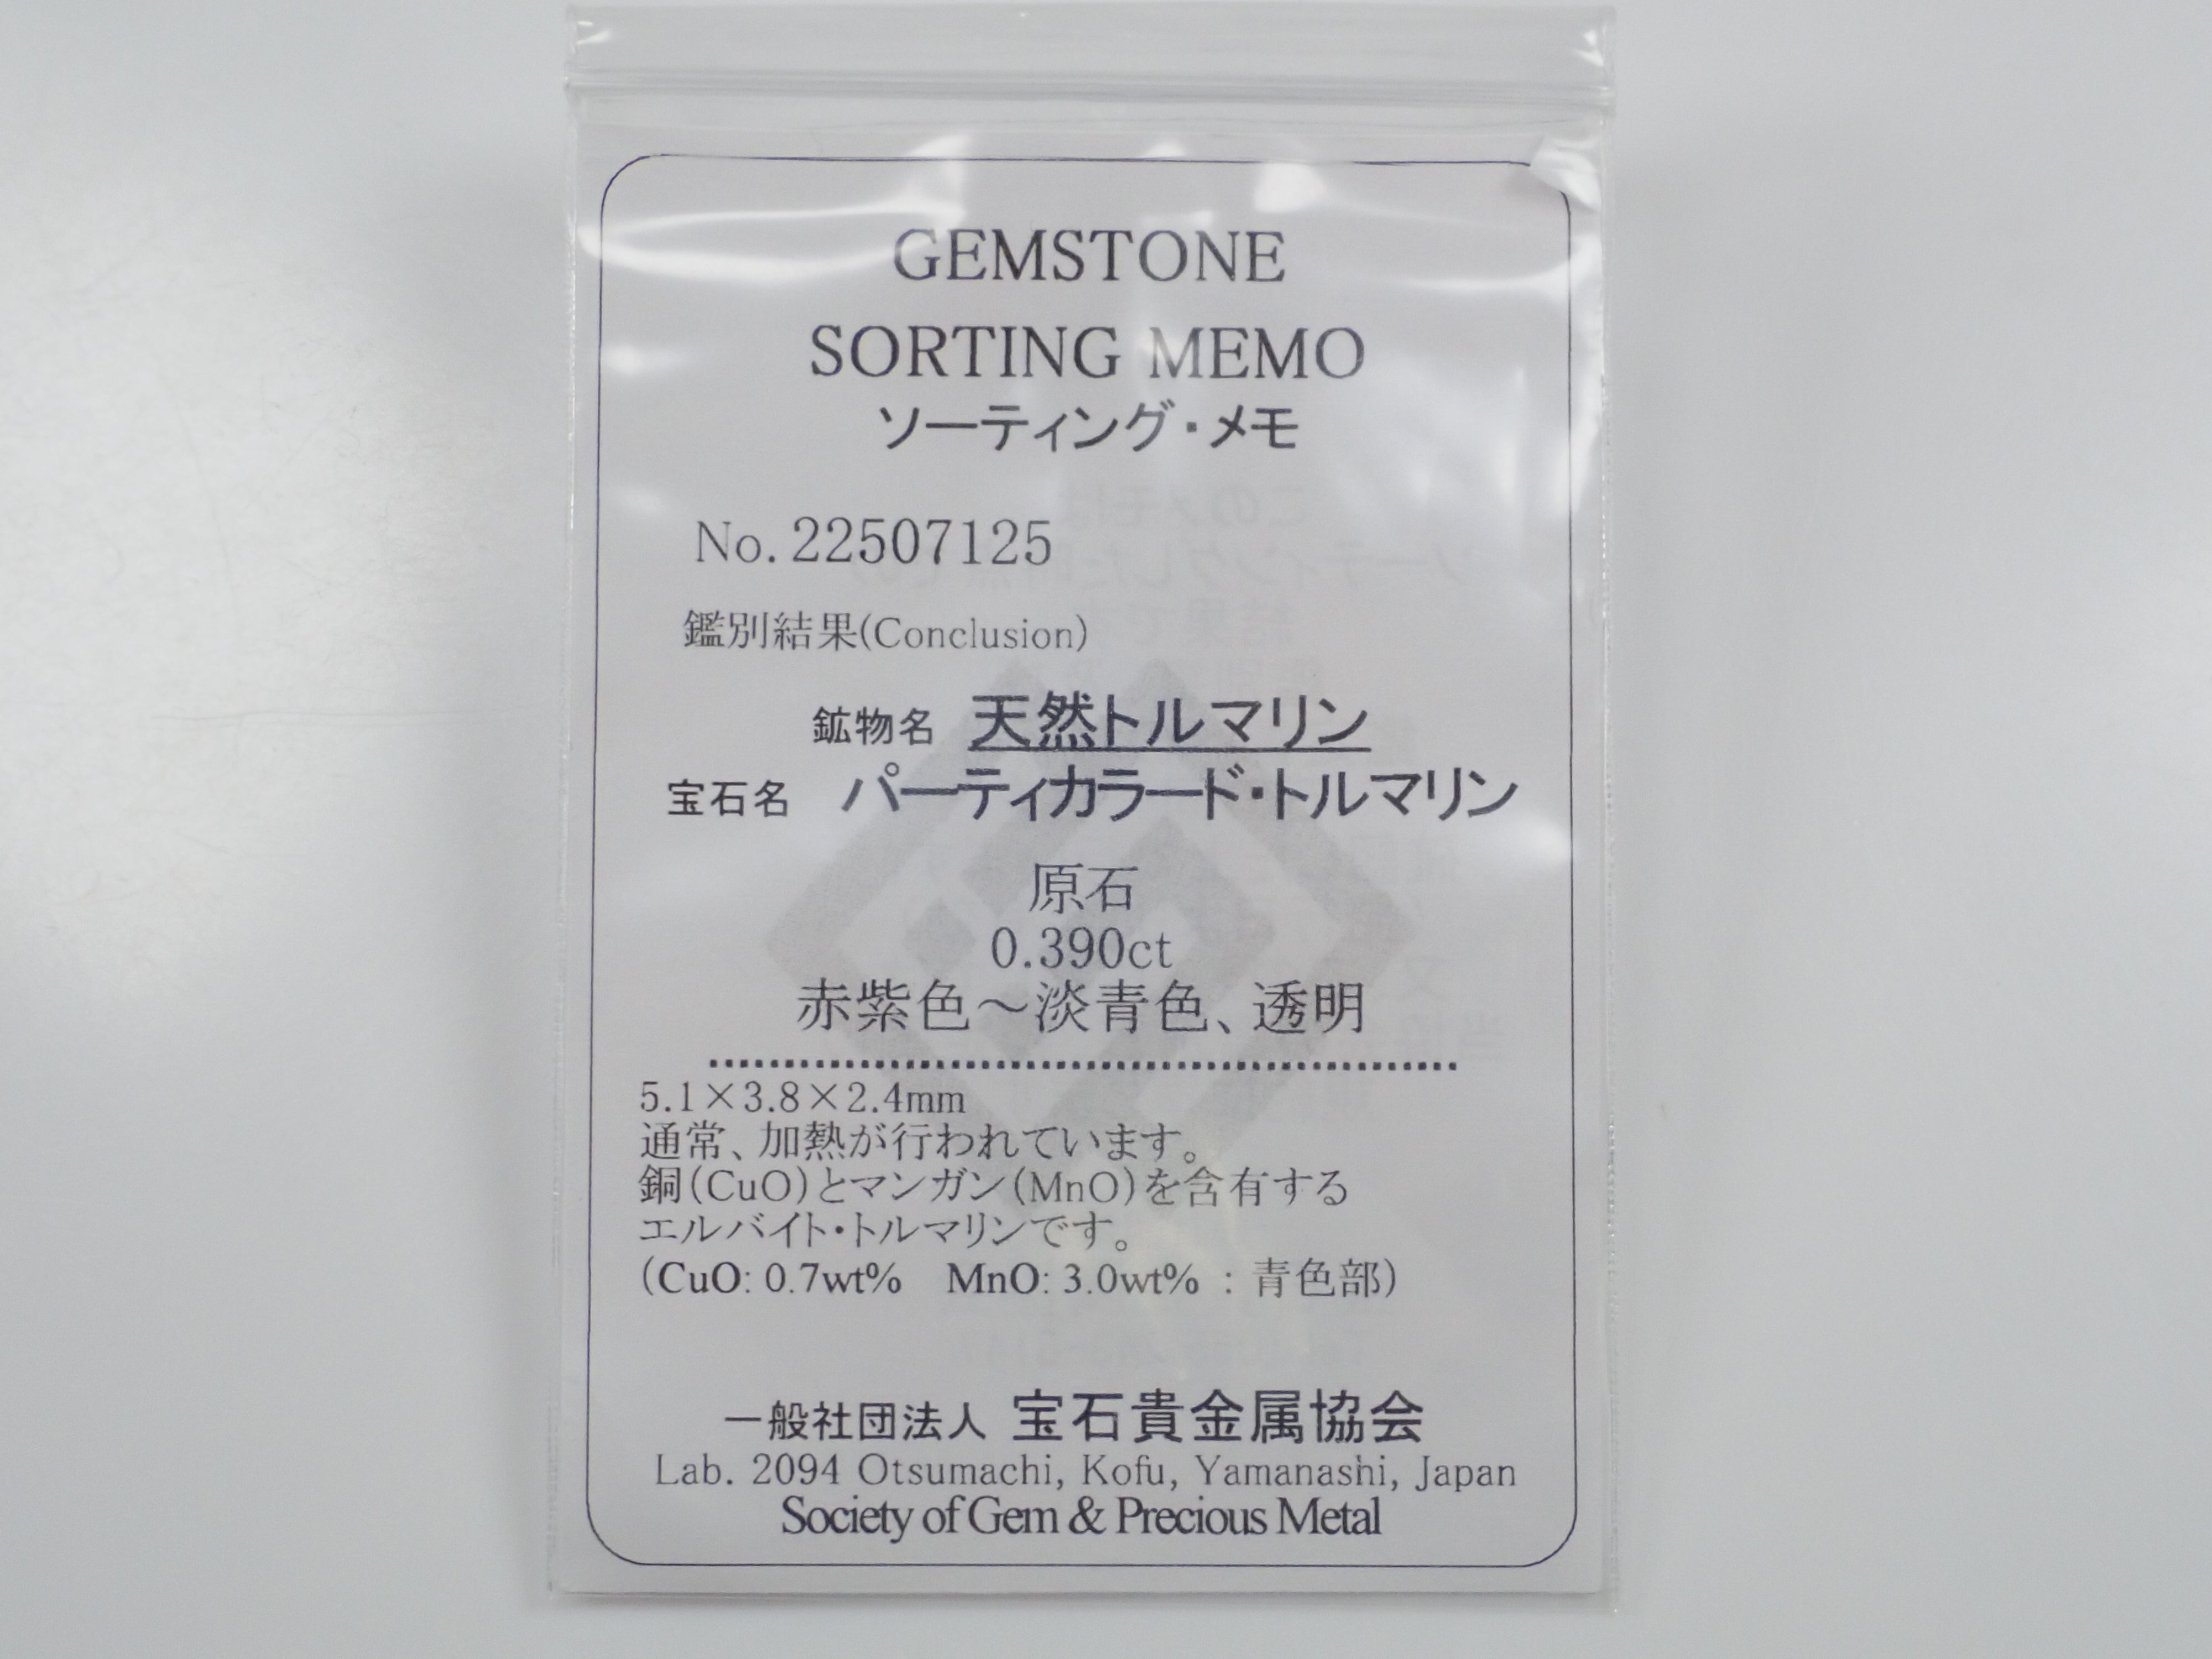 GEMSTONE
SORTING MEMO
ソーティング・メモ
No. 22507125
鑑別結果(Conclusion)
鉱物名 天然トルマリン
宝石名 パーティカラード・トルマリン
原石
0.390ct
赤紫色～淡青色、透明
5.1×3.8×2.4mm
通常、加熱が行われています。
銅(CuO)とマンガン(MnO)を含有する
エルバイト・トルマリンです。
(CuO: 0.7wt% MnO: 3.0wt% : 青色部)
一般社団法人 宝石貴金属協会
Lab. 2094 Otsumachi, Kofu, Yamanashi, Japan
Society of Gem & Precious Metal